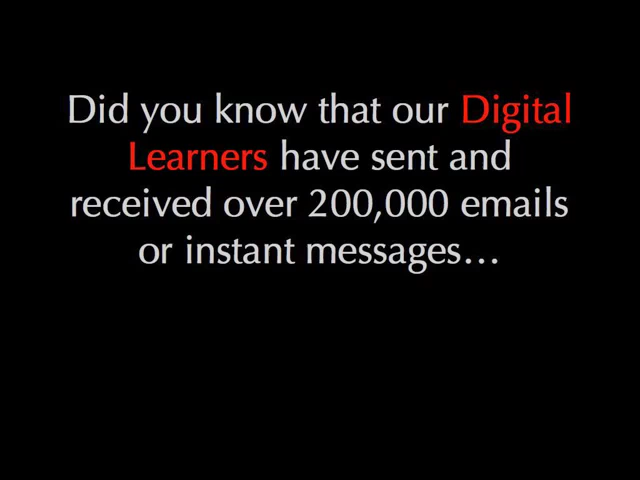 Did you know that our Digital
Learners have sent and
received over 200,000 emails
or instant messages…